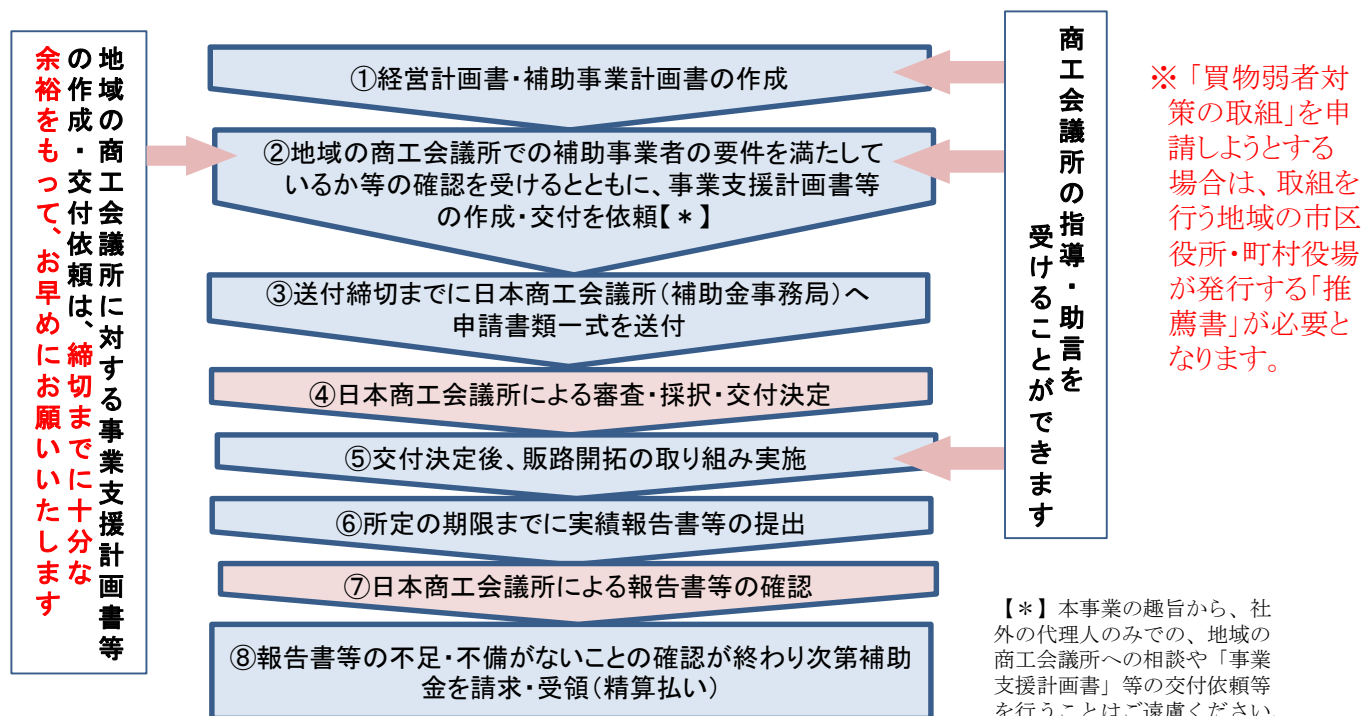 地域の商工会議所に対する事業支援計画書等
の作成・交付依頼は、締切までに十分な
余裕をもって、お早めにお願いいたします
①経営計画書・補助事業計画書の作成
②地域の商工会議所での補助事業者の要件を満たして
いるか等の確認を受けるとともに、事業支援計画書等
の作成・交付を依頼【＊】
③送付締切までに日本商工会議所（補助金事務局）へ
申請書類一式を送付
④日本商工会議所による審査・採択・交付決定
⑤交付決定後、販路開拓の取り組み実施
⑥所定の期限までに実績報告書等の提出
⑦日本商工会議所による報告書等の確認
⑧報告書等の不足・不備がないことの確認が終わり次第補助
金を請求・受領（精算払い）
商工会議所の指導・助言を
受けることができます
※「買物弱者対
策の取組」を申
請しようとする
場合は、取組を
行う地域の市区
役所・町村役場
が発行する「推
薦書」が必要と
なります。
【＊】本事業の趣旨から、社
外の代理人のみでの、地域の
商工会議所への相談や「事業
支援計画書」等の交付依頼等
を行うことはご遠慮ください。